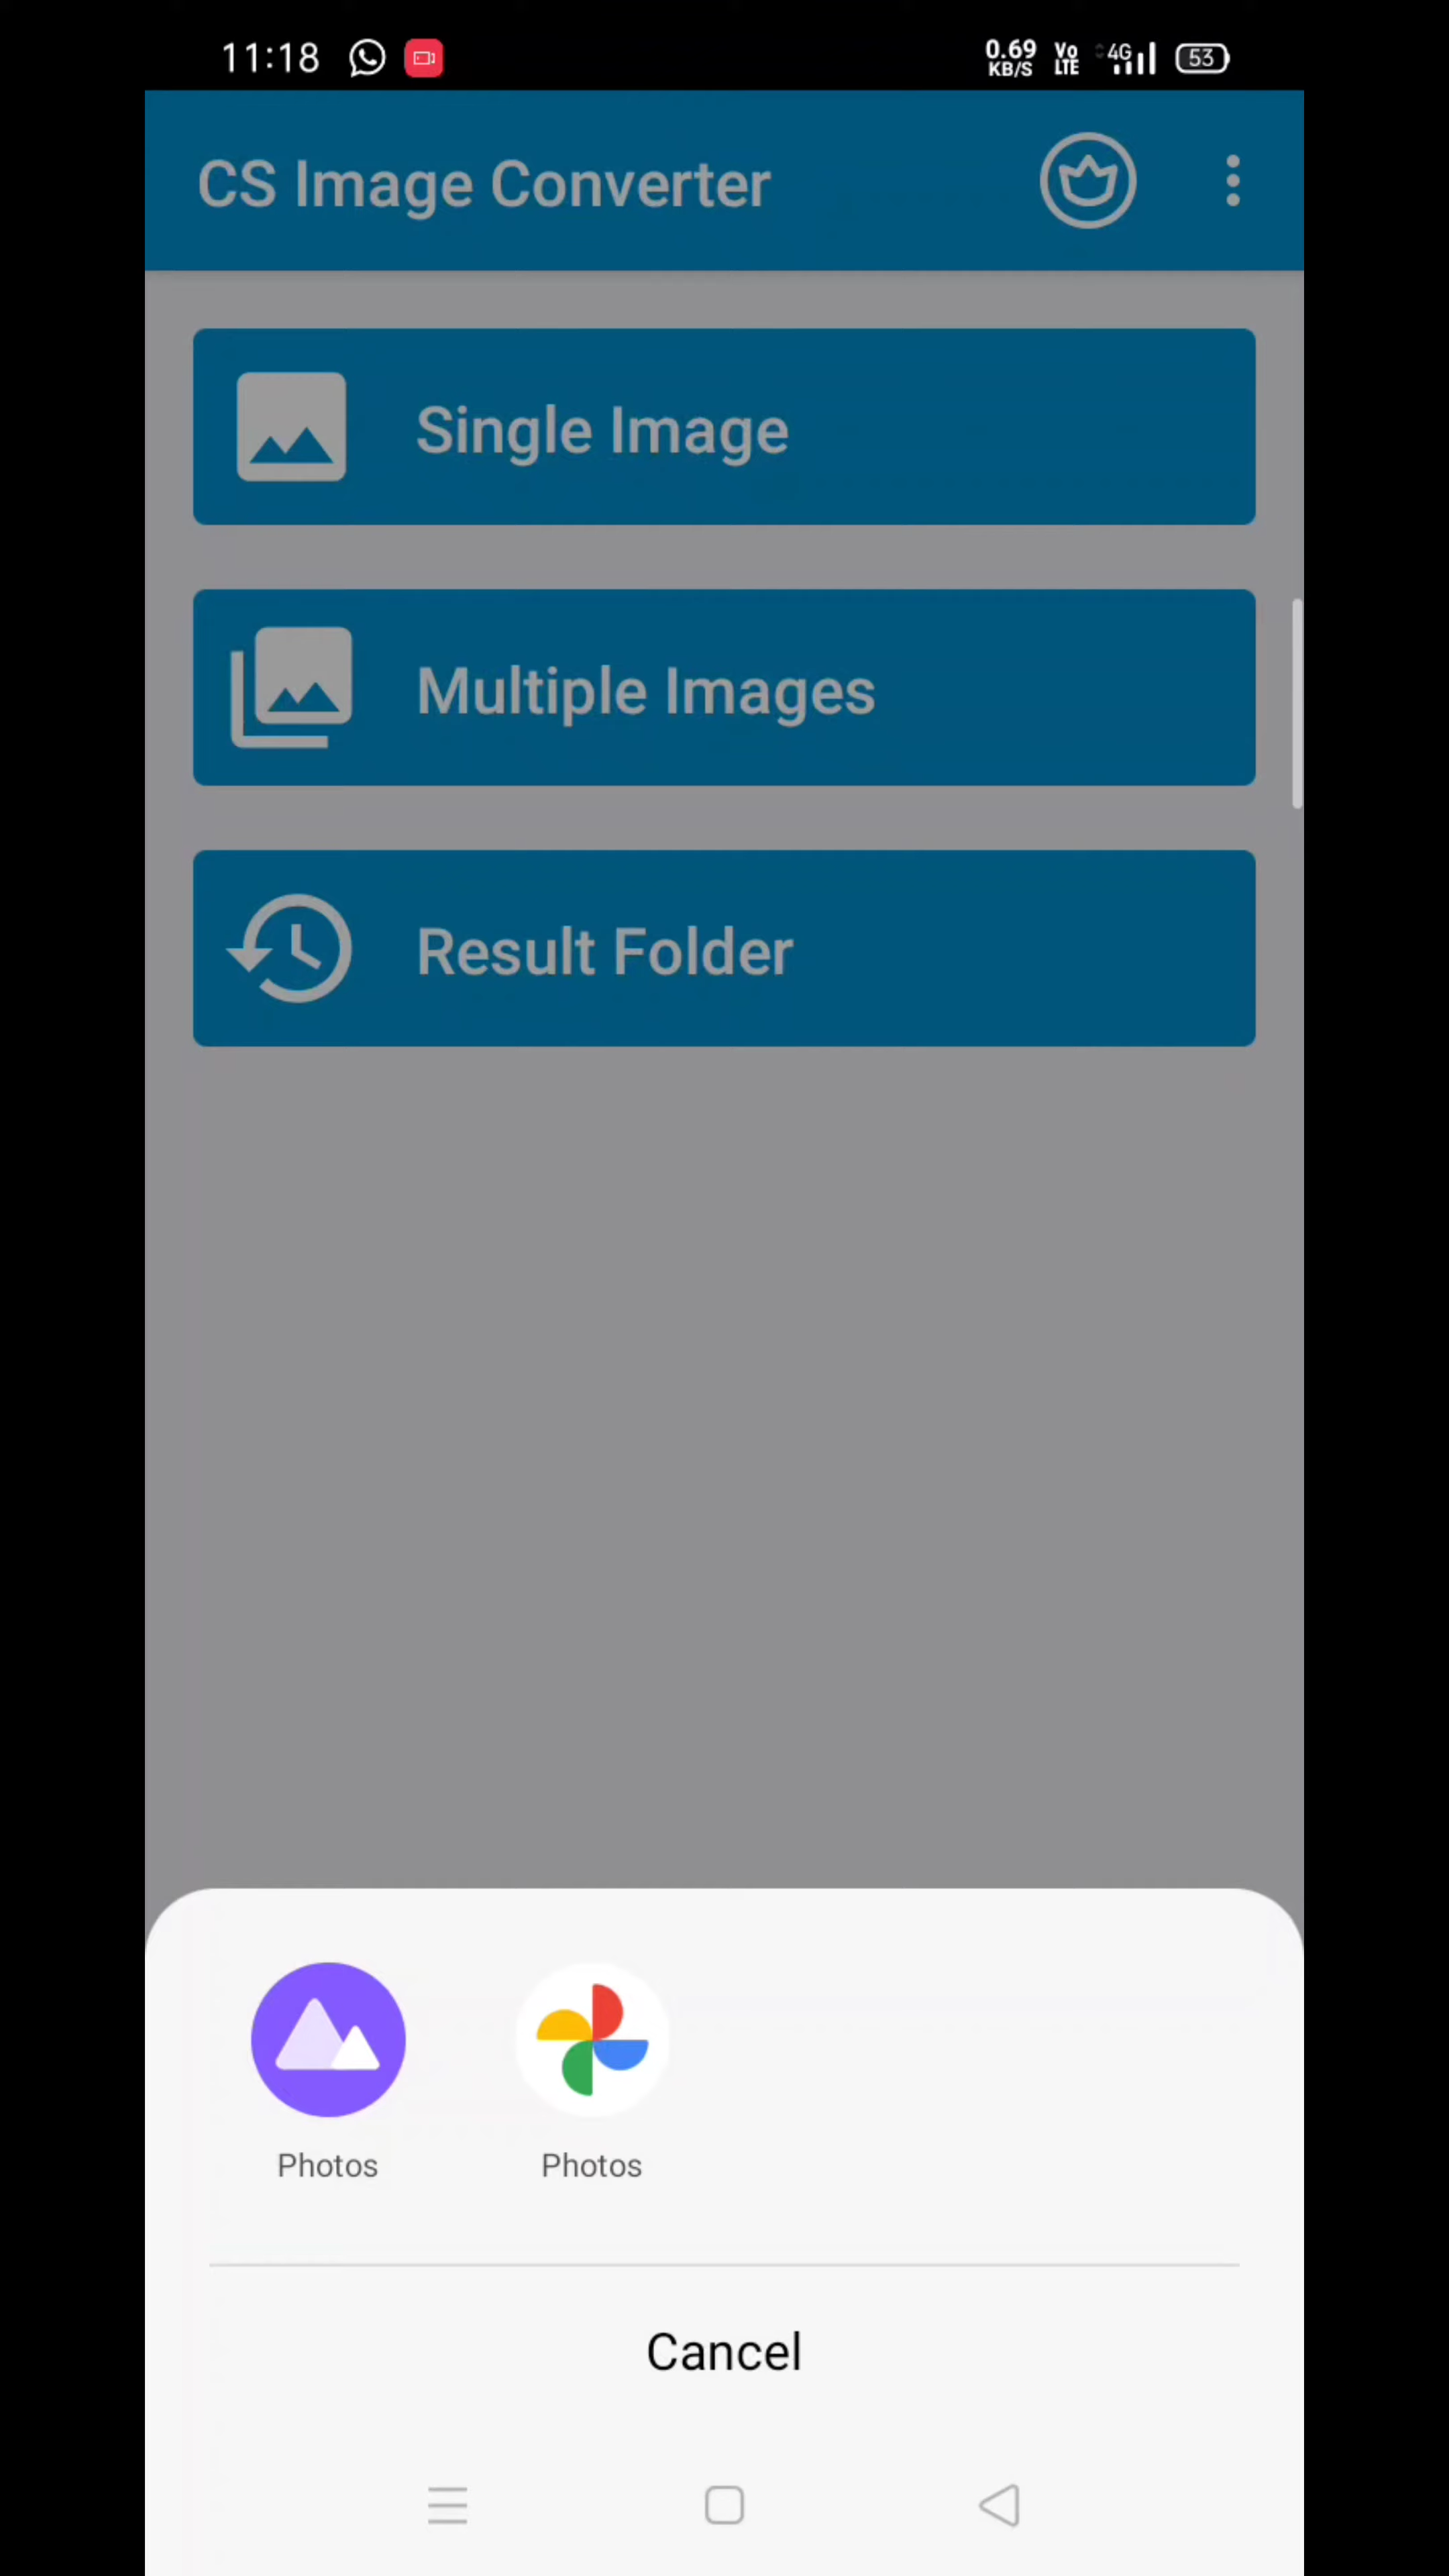 11:18 0.69 KB/S Vo LTE 4G 53
CS Image Converter
Single Image
Multiple Images
Result Folder
Photos Photos
Cancel